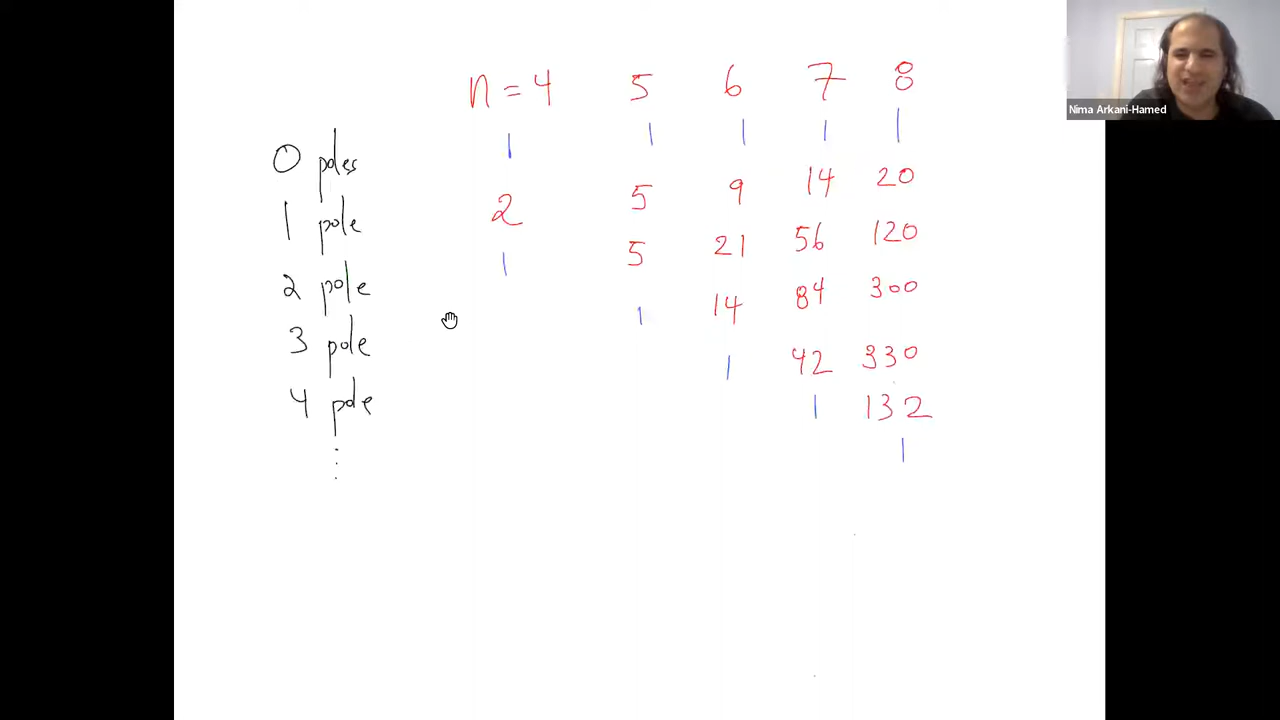 n = 4 5 6 7 8
0 poles 1 1 1 1 1
1 pole 2 5 9 14 20
2 pole 1 5 21 56 120
3 pole 1 14 84 300
4 pole 1 42 330
⋮ 1 132
1
Nima Arkani-Hamed